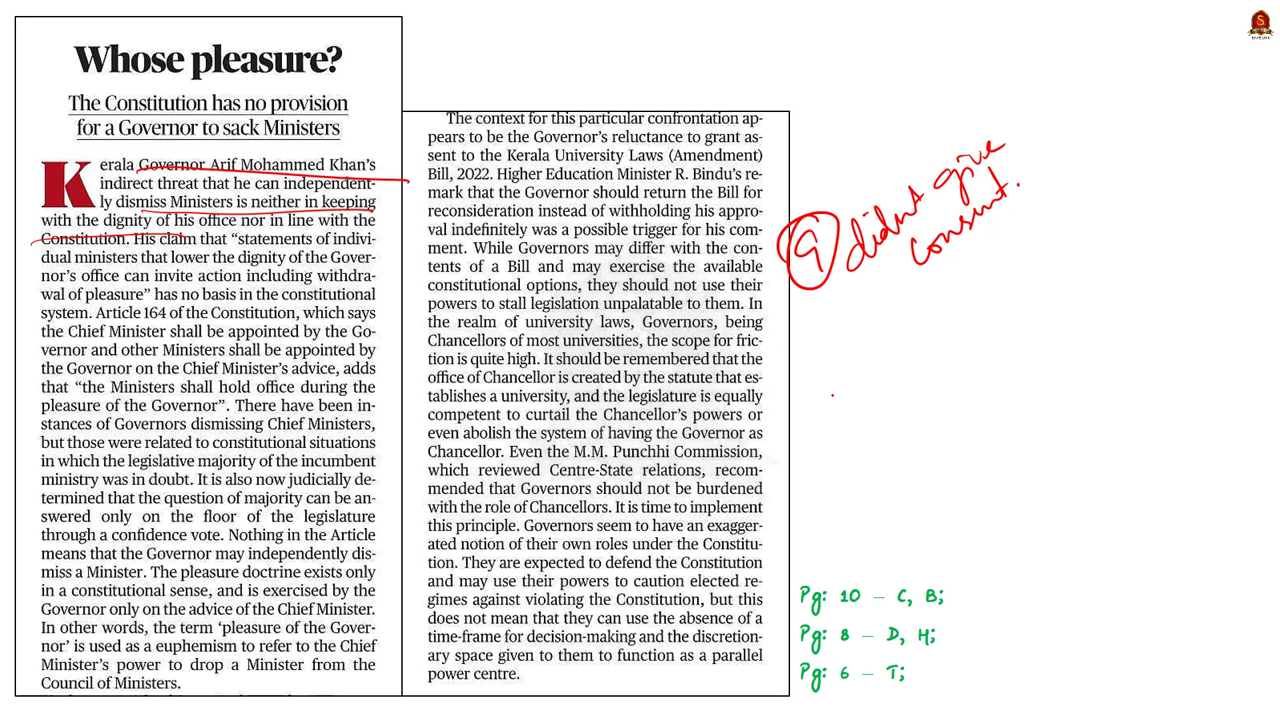 Whose pleasure?
The Constitution has no provision
for a Governor to sack Ministers
Kerala Governor Arif Mohammed Khan's
indirect threat that he can independent-
ly dismiss Ministers is neither in keeping
with the dignity of his office nor in line with the
Constitution. His claim that “statements of indivi-
dual ministers that lower the dignity of the Gover-
nor's office can invite action including withdra-
wal of pleasure” has no basis in the constitutional
system. Article 164 of the Constitution, which says
the Chief Minister shall be appointed by the Go-
vernor and other Ministers shall be appointed by
the Governor on the Chief Minister's advice, adds
that “the Ministers shall hold office during the
pleasure of the Governor”. There have been in-
stances of Governors dismissing Chief Ministers,
but those were related to constitutional situations
in which the legislative majority of the incumbent
ministry was in doubt. It is also now judicially de-
termined that the question of majority can be an-
swered only on the floor of the legislature
through a confidence vote. Nothing in the Article
means that the Governor may independently dis-
miss a Minister. The pleasure doctrine exists only
in a constitutional sense, and is exercised by the
Governor only on the advice of the Chief Minister.
In other words, the term ‘pleasure of the Gover-
nor’ is used as a euphemism to refer to the Chief
Minister's power to drop a Minister from the
Council of Ministers.
The context for this particular confrontation ap-
pears to be the Governor's reluctance to grant as-
sent to the Kerala University Laws (Amendment)
Bill, 2022. Higher Education Minister R. Bindu's re-
mark that the Governor should return the Bill for
reconsideration instead of withholding his appro-
val indefinitely was a possible trigger for his com-
ment. While Governors may differ with the con-
tents of a Bill and may exercise the available
constitutional options, they should not use their
powers to stall legislation unpalatable to them. In
the realm of university laws, Governors, being
Chancellors of most universities, the scope for fric-
tion is quite high. It should be remembered that the
office of Chancellor is created by the statute that es-
tablishes a university, and the legislature is equally
competent to curtail the Chancellor's powers or
even abolish the system of having the Governor as
Chancellor. Even the M.M. Punchhi Commission,
which reviewed Centre-State relations, recom-
mended that Governors should not be burdened
with the role of Chancellors. It is time to implement
this principle. Governors seem to have an exagger-
ated notion of their own roles under the Constitu-
tion. They are expected to defend the Constitution
and may use their powers to caution elected re-
gimes against violating the Constitution, but this
does not mean that they can use the absence of a
time-frame for decision-making and the discretion-
ary space given to them to function as a parallel
power centre.
G didn't give
consent.
Pg: 10 – C, B;
Pg: 8 – D, H;
Pg: 6 – T;